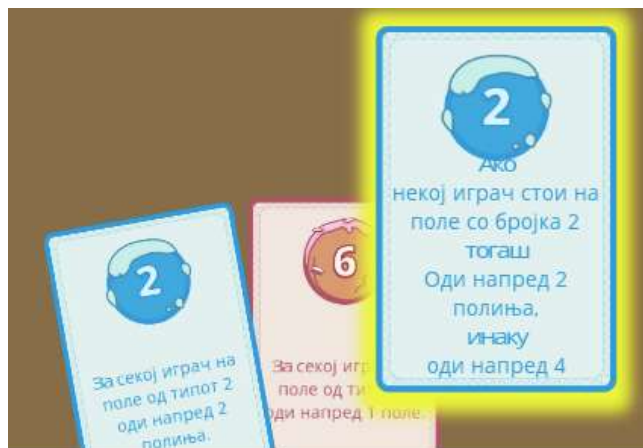 2
Ако
некој играч стои на
поле со бројка 2
тогаш
Оди напред 2
полиња,
инаку
оди напред 4
2
За секој играч на
поле од типот 2
оди напред 2
полиња.
6
За секој
поле од
оди напред 1 поле.